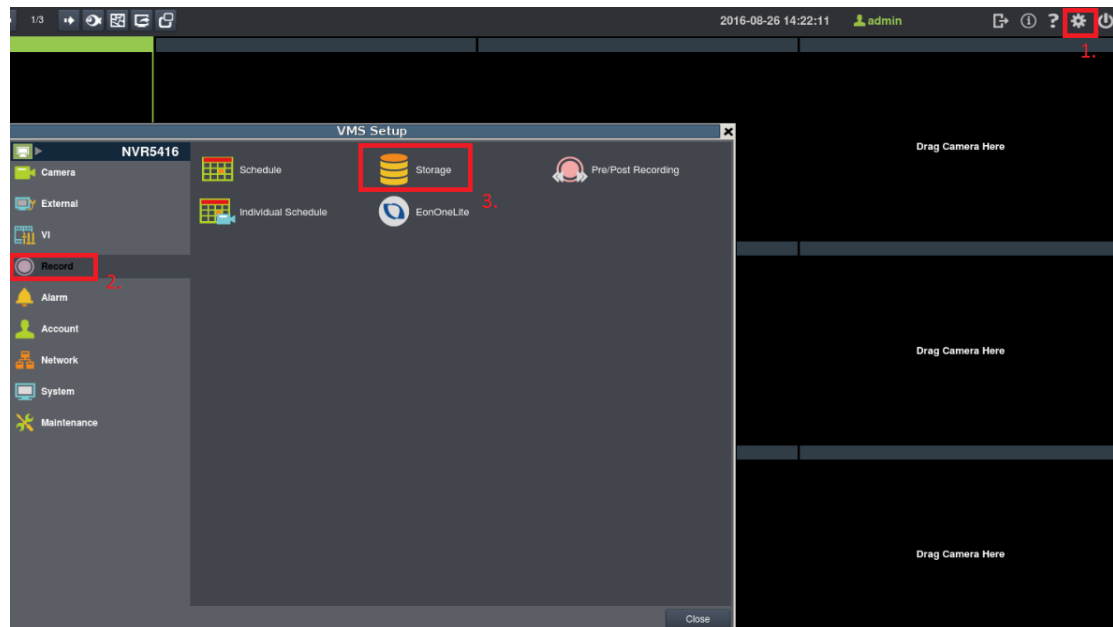 1/3
2016-08-26 14:22:11 admin
1.
VMS Setup
NVR5416
Camera
External
VI
Record
2.
Alarm
Account
Network
System
Maintenance
Schedule
Storage
Pre/Post Recording
Individual Schedule
EonOneLite
3.
Close
Drag Camera Here
Drag Camera Here
Drag Camera Here